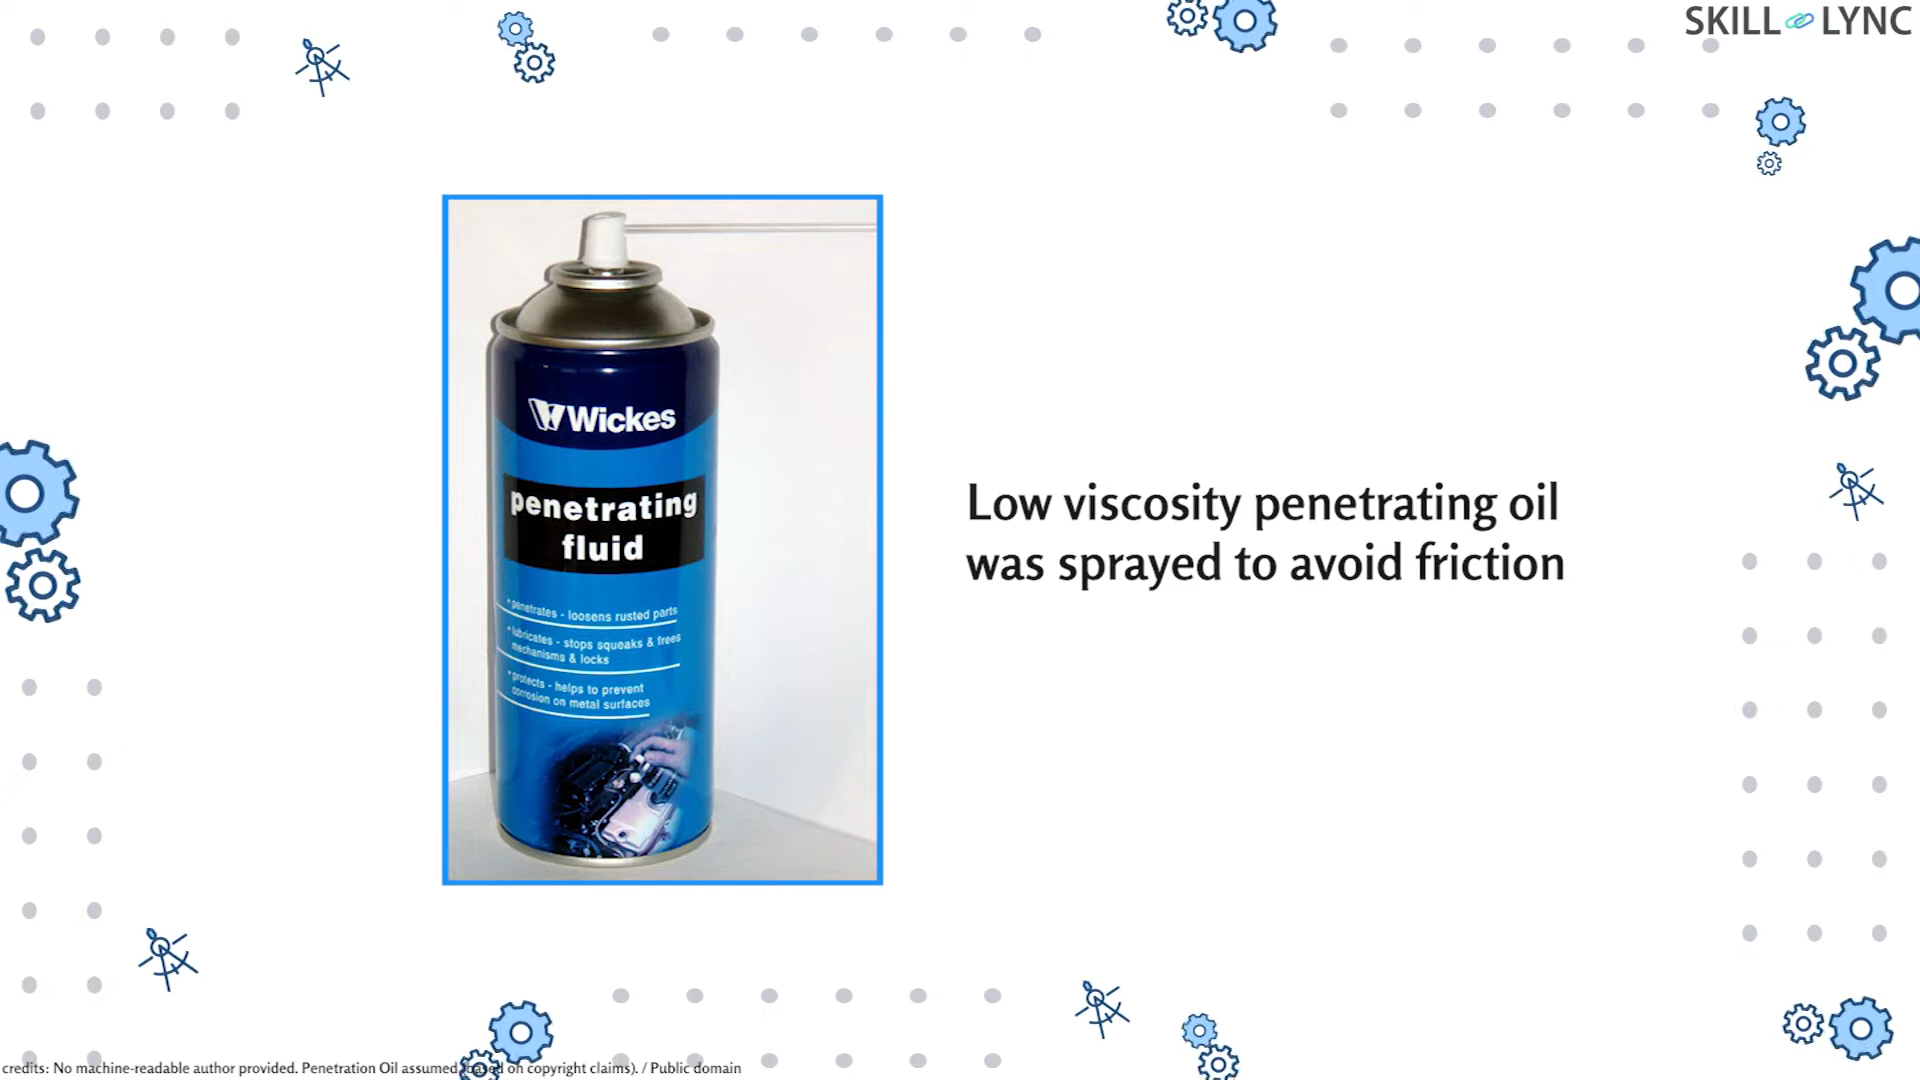 SKILL LYNC
Wickes
penetrating
fluid
• penetrates - loosens rusted parts
• lubricates - stops squeaks & frees
mechanisms & locks
• protects - helps to prevent
corrosion on metal surfaces
Low viscosity penetrating oil
was sprayed to avoid friction
credits: No machine-readable author provided. Penetration Oil assumed (based on copyright claims). / Public domain